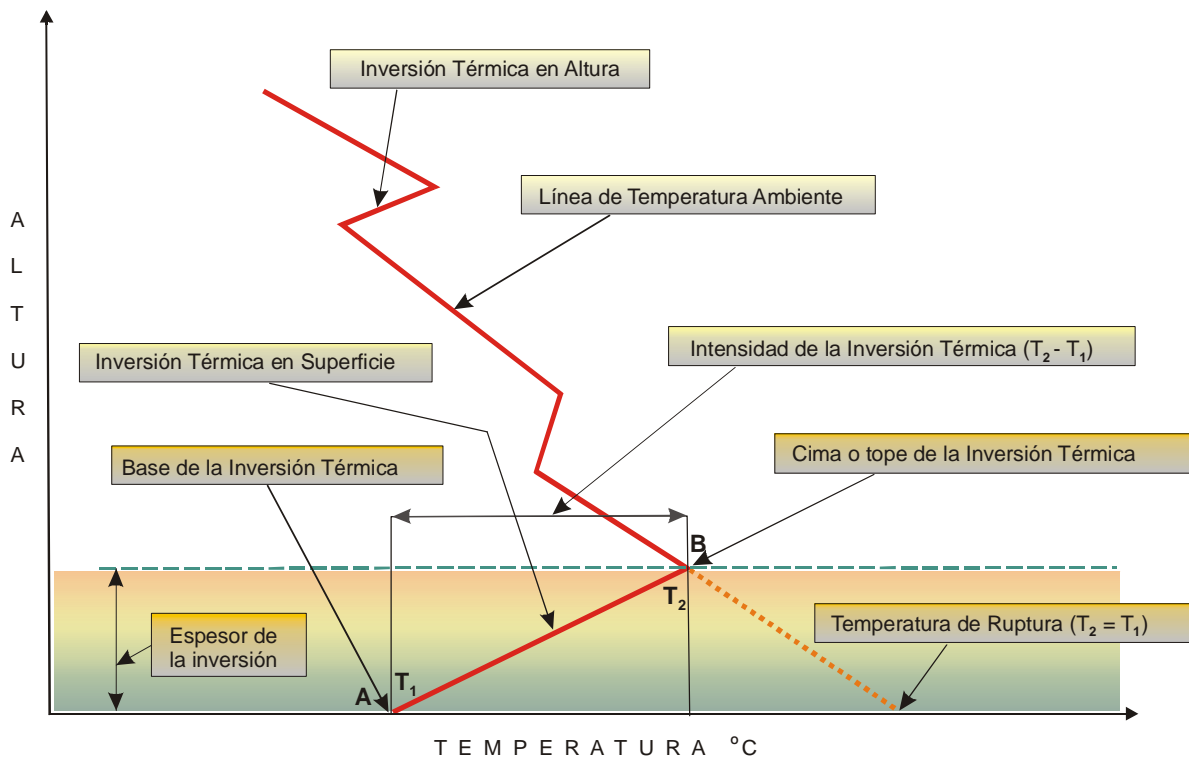 Inversión Térmica en Altura
Línea de Temperatura Ambiente
A
L
T
U
R
A
Inversión Térmica en Superficie
Intensidad de la Inversión Térmica (T2 - T1)
Base de la Inversión Térmica
Cima o tope de la Inversión Térmica
B
T2
Espesor de
la inversión
Temperatura de Ruptura (T2 = T1)
A
T1
T E M P E R A T U R A °C